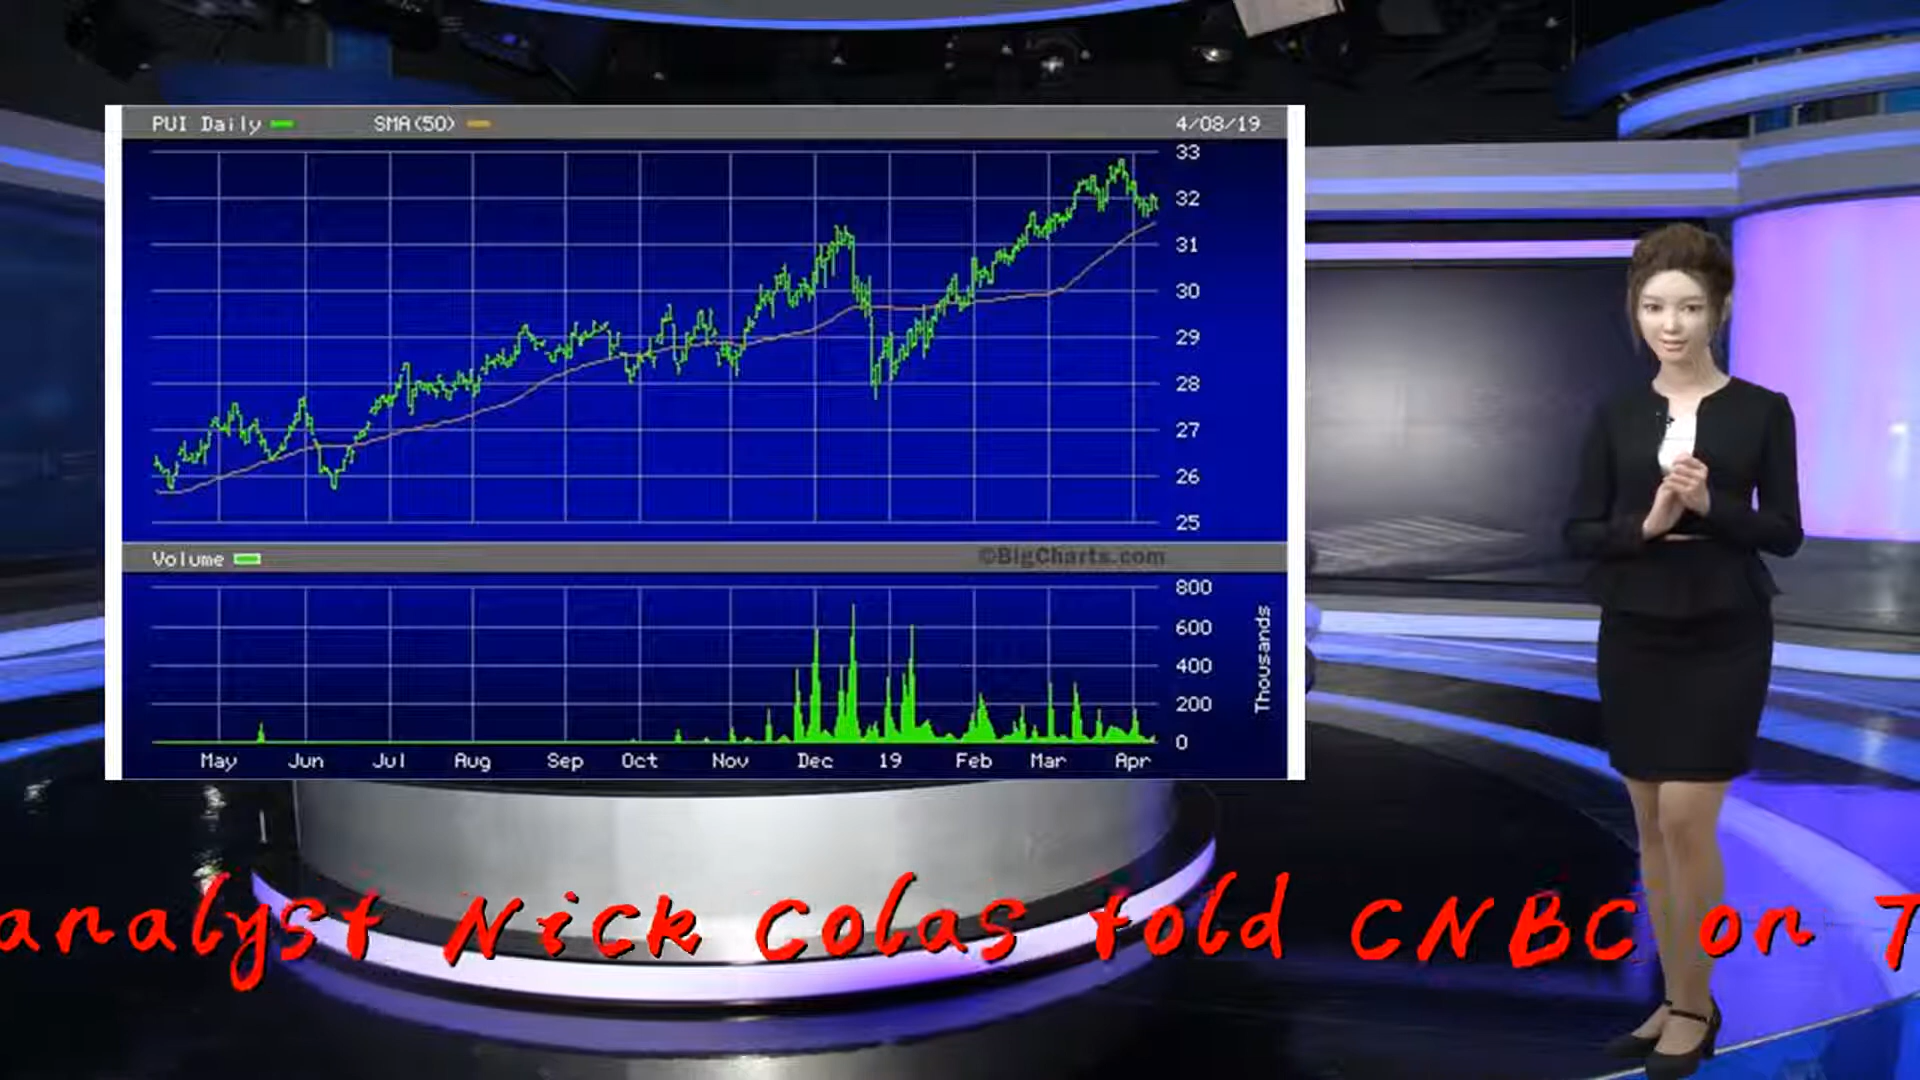 PUI Daily SMA(50) 4/08/19
33
32
31
30
29
28
27
26
25
Volume ©BigCharts.com
800
600
400
200
0
Thousands
May Jun Jul Aug Sep Oct Nov Dec 19 Feb Mar Apr
analyst Nick Colas told CNBC on T